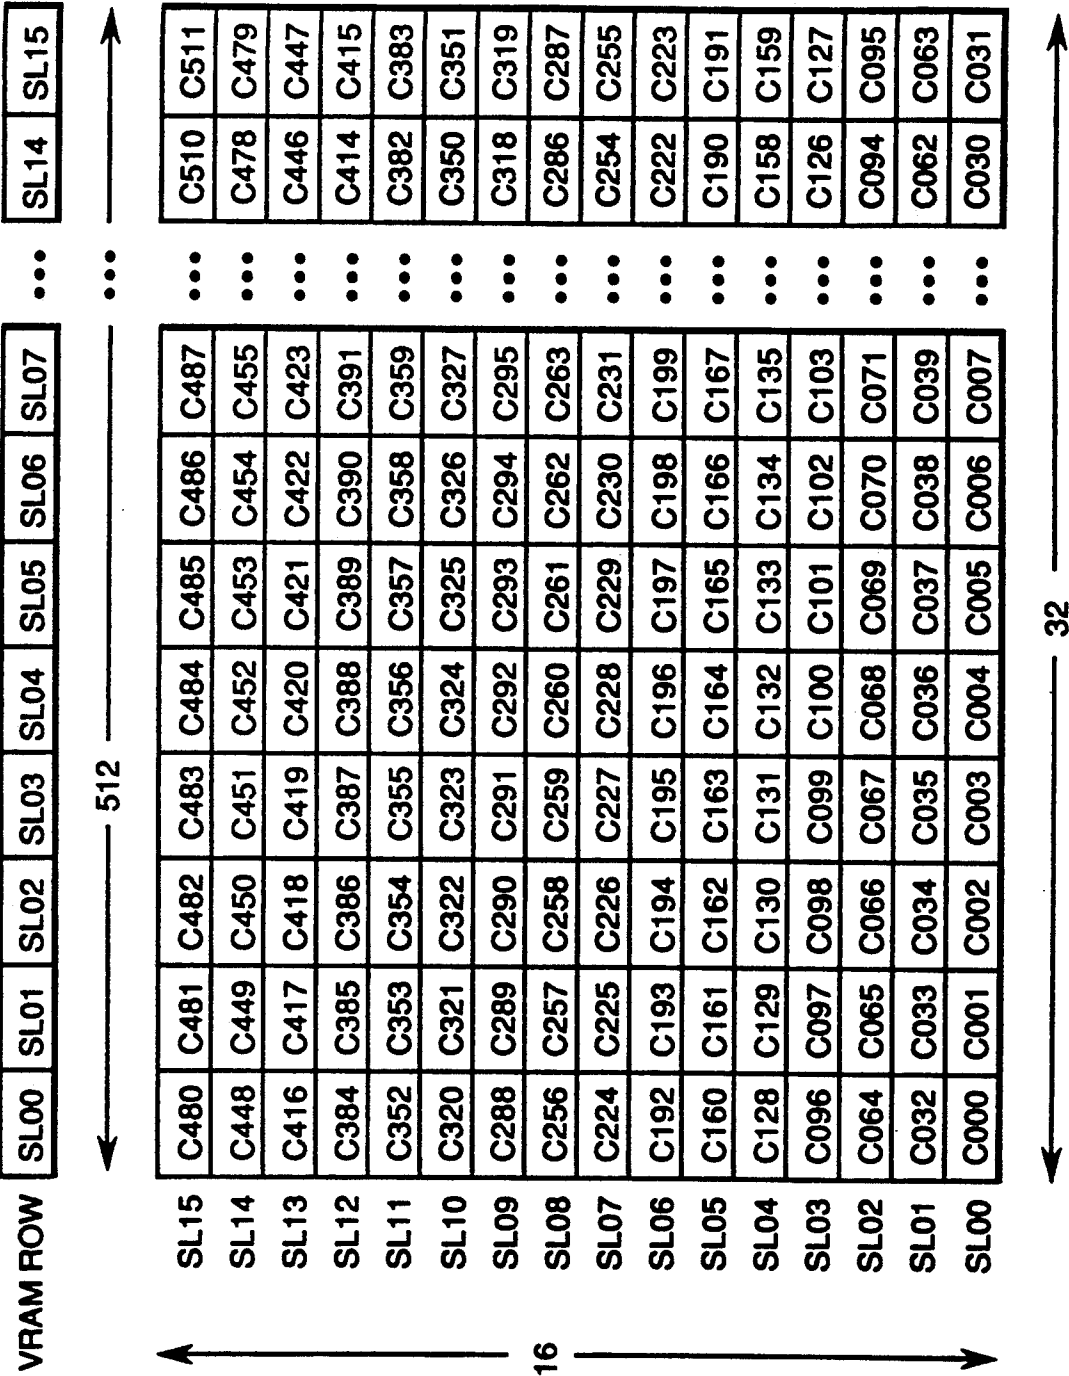 VRAM ROW SL00 SL01 SL02 SL03 SL04 SL05 SL06 SL07 ••• SL14 SL15
512 •••
SL15 C480 C481 C482 C483 C484 C485 C486 C487 ••• C510 C511
SL14 C448 C449 C450 C451 C452 C453 C454 C455 ••• C478 C479
SL13 C416 C417 C418 C419 C420 C421 C422 C423 ••• C446 C447
SL12 C384 C385 C386 C387 C388 C389 C390 C391 ••• C414 C415
SL11 C352 C353 C354 C355 C356 C357 C358 C359 ••• C382 C383
SL10 C320 C321 C322 C323 C324 C325 C326 C327 ••• C350 C351
SL09 C288 C289 C290 C291 C292 C293 C294 C295 ••• C318 C319
SL08 C256 C257 C258 C259 C260 C261 C262 C263 ••• C286 C287
SL07 C224 C225 C226 C227 C228 C229 C230 C231 ••• C254 C255
SL06 C192 C193 C194 C195 C196 C197 C198 C199 ••• C222 C223
SL05 C160 C161 C162 C163 C164 C165 C166 C167 ••• C190 C191
SL04 C128 C129 C130 C131 C132 C133 C134 C135 ••• C158 C159
SL03 C096 C097 C098 C099 C100 C101 C102 C103 ••• C126 C127
SL02 C064 C065 C066 C067 C068 C069 C070 C071 ••• C094 C095
SL01 C032 C033 C034 C035 C036 C037 C038 C039 ••• C062 C063
SL00 C000 C001 C002 C003 C004 C005 C006 C007 ••• C030 C031
16
32